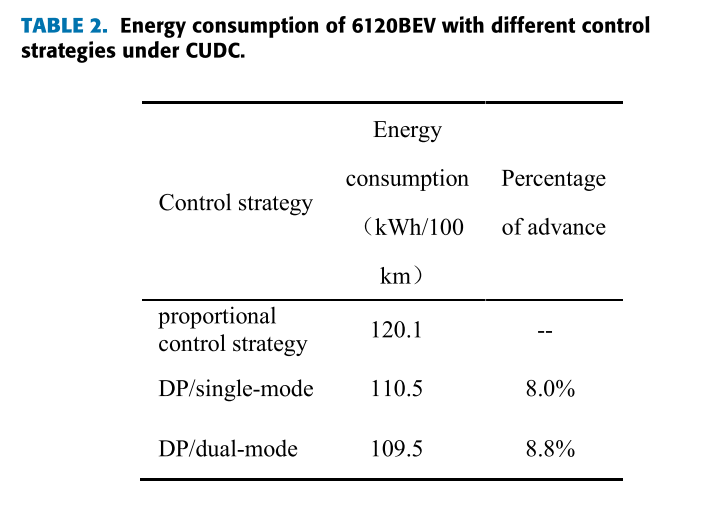 TABLE 2. Energy consumption of 6120BEV with different control
strategies under CUDC.
Control strategy
Energy
consumption
（kWh/100
km）
Percentage
of advance
proportional
control strategy
120.1
--
DP/single-mode
110.5
8.0%
DP/dual-mode
109.5
8.8%